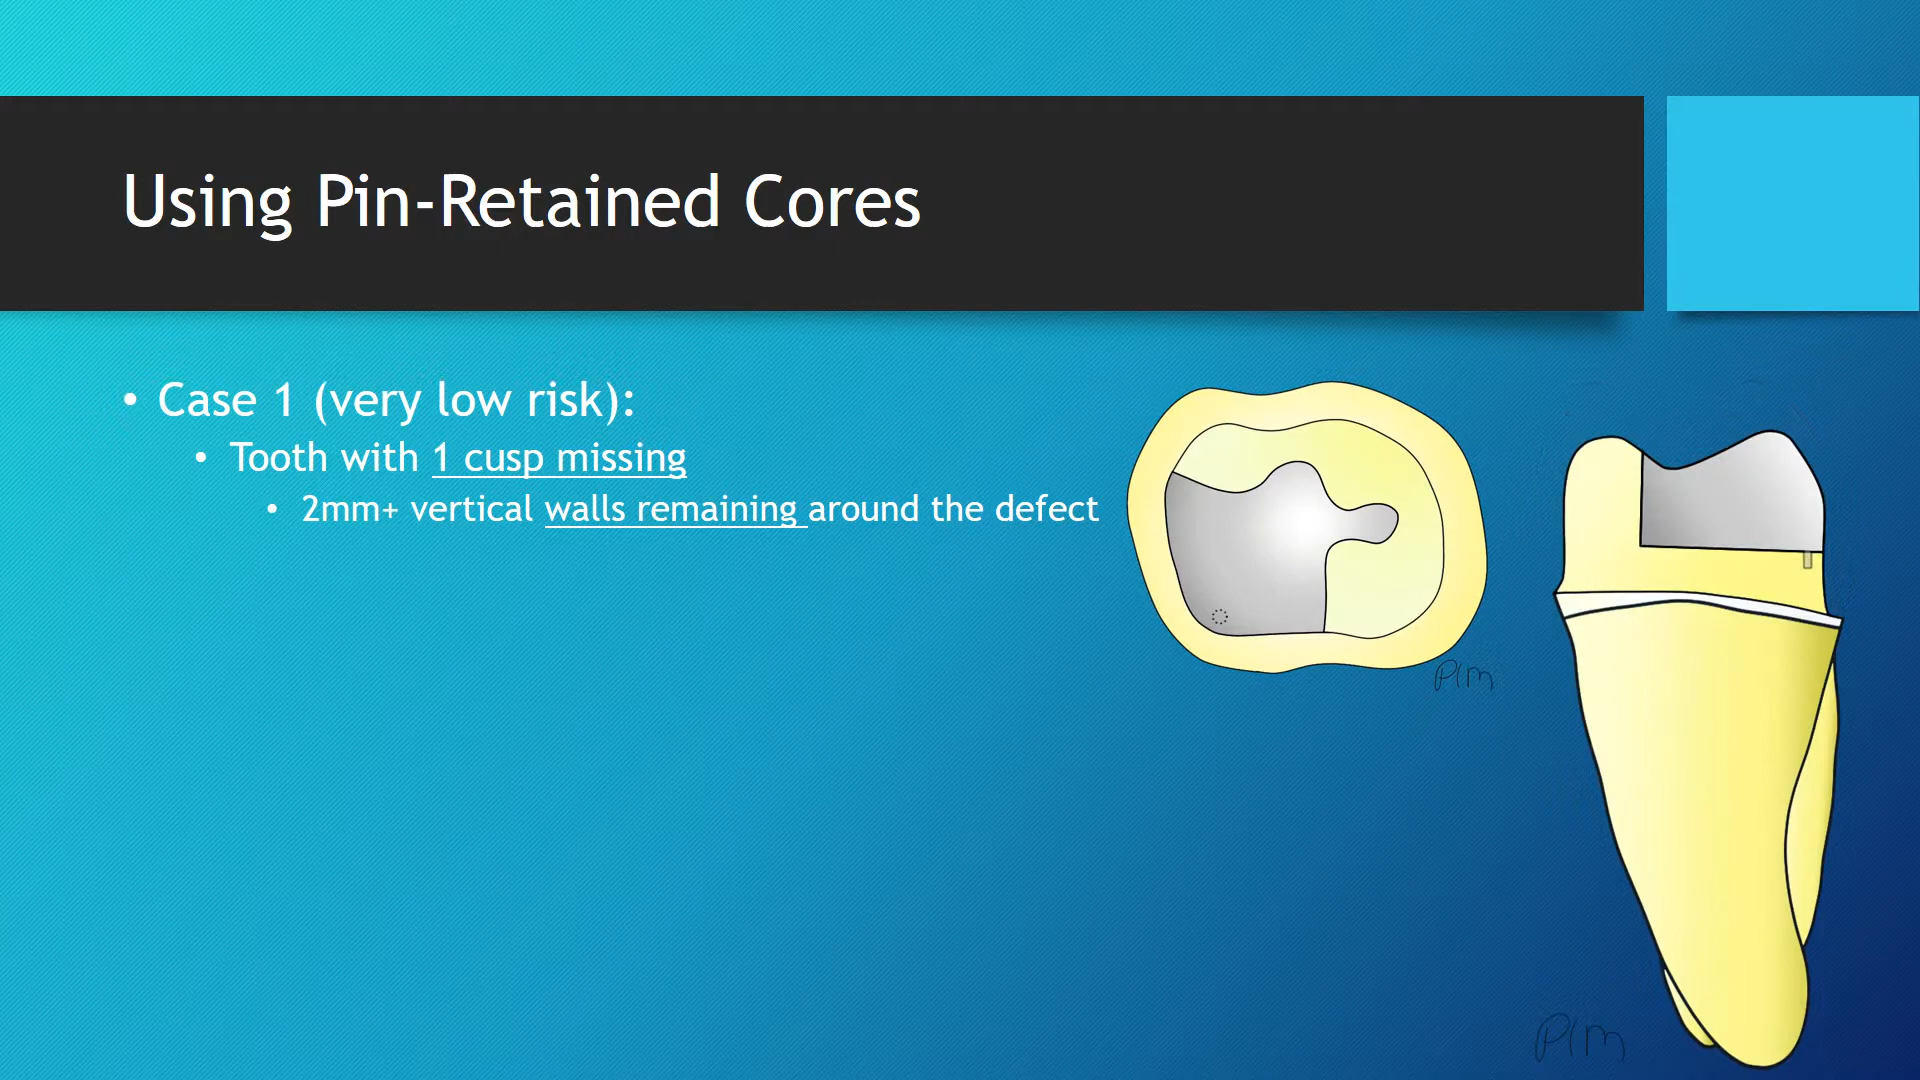 Using Pin-Retained Cores
• Case 1 (very low risk):
• Tooth with 1 cusp missing
• 2mm+ vertical walls remaining around the defect